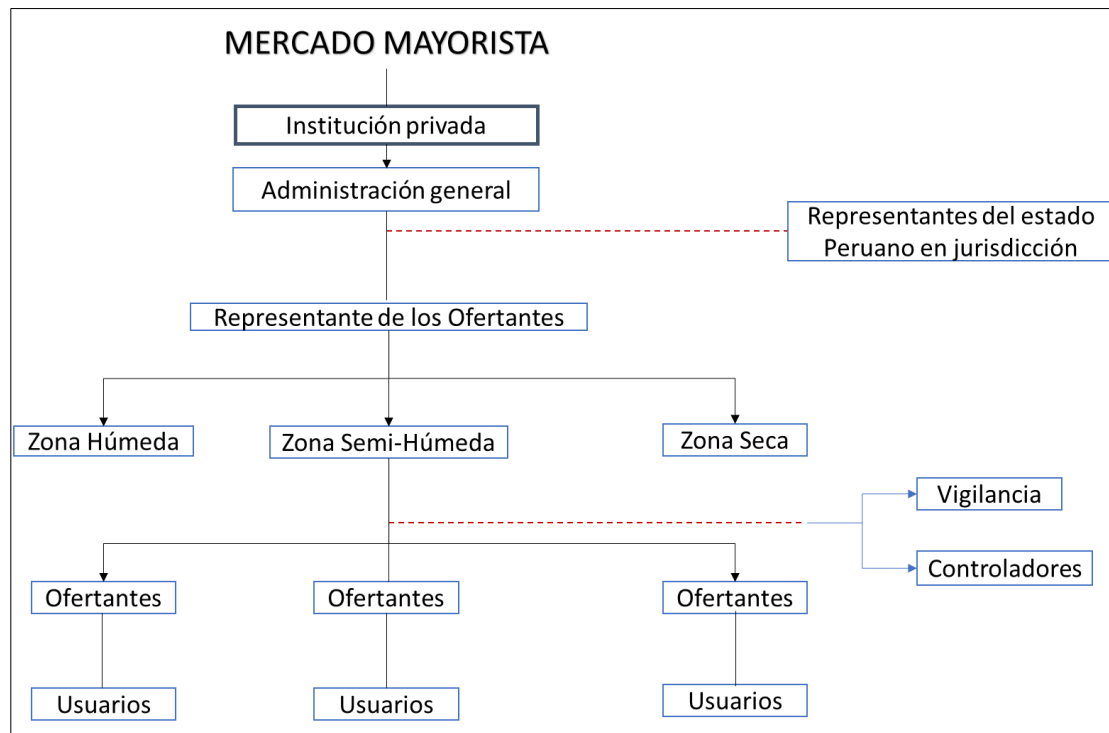 MERCADO MAYORISTA
Institución privada
Administración general
Representantes del estado
Peruano en jurisdicción
Representante de los Ofertantes
Zona Húmeda
Zona Semi-Húmeda
Zona Seca
Vigilancia
Controladores
Ofertantes
Ofertantes
Ofertantes
Usuarios
Usuarios
Usuarios